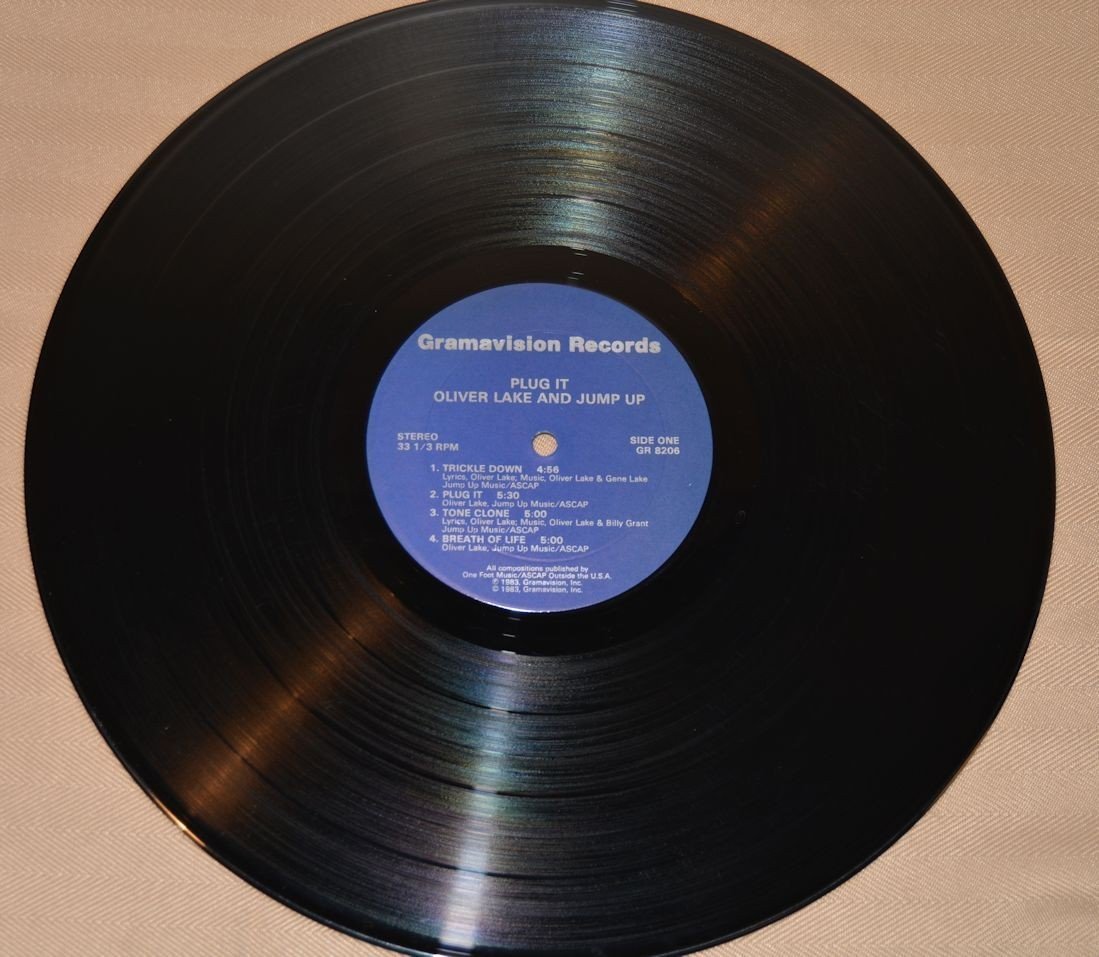 Gramavision Records
PLUG IT
OLIVER LAKE AND JUMP UP
STEREO
33 1/3 RPM
SIDE ONE
GR 8206
1. TRICKLE DOWN 4:56
Lyrics, Oliver Lake; Music, Oliver Lake & Gene Lake
Jump Up Music/ASCAP
2. PLUG IT 5:30
Oliver Lake, Jump Up Music/ASCAP
3. TONE CLONE 5:00
Lyrics, Oliver Lake; Music, Oliver Lake & Billy Grant
Jump Up Music/ASCAP
4. BREATH OF LIFE 5:00
Oliver Lake, Jump Up Music/ASCAP
All compositions published by
One Foot Music/ASCAP Outside the U.S.A.
℗ 1983, Gramavision, Inc.
© 1983, Gramavision, Inc.